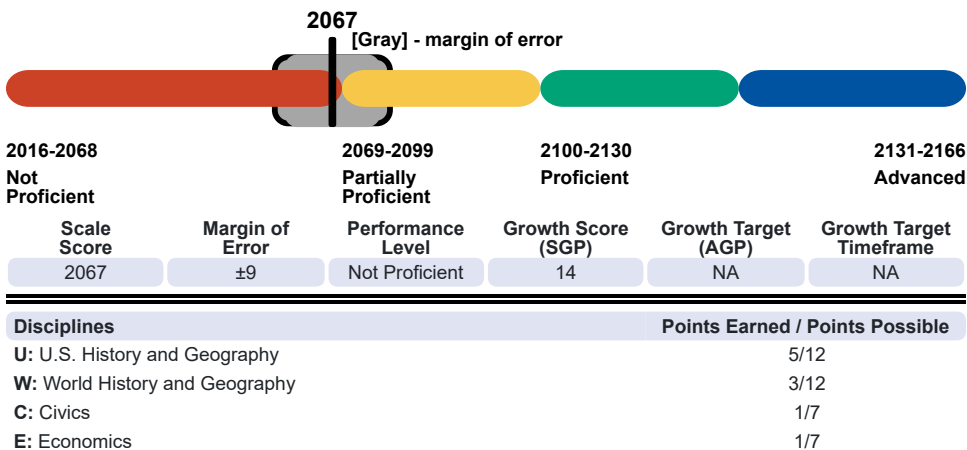 2067
[Gray] - margin of error
2016-2068 2069-2099 2100-2130 2131-2166
Not Partially Proficient Advanced
Proficient Proficient
Scale Margin of Performance Growth Score Growth Target Growth Target
Score Error Level (SGP) (AGP) Timeframe
2067 ±9 Not Proficient 14 NA NA
Disciplines Points Earned / Points Possible
U: U.S. History and Geography 5/12
W: World History and Geography 3/12
C: Civics 1/7
E: Economics 1/7